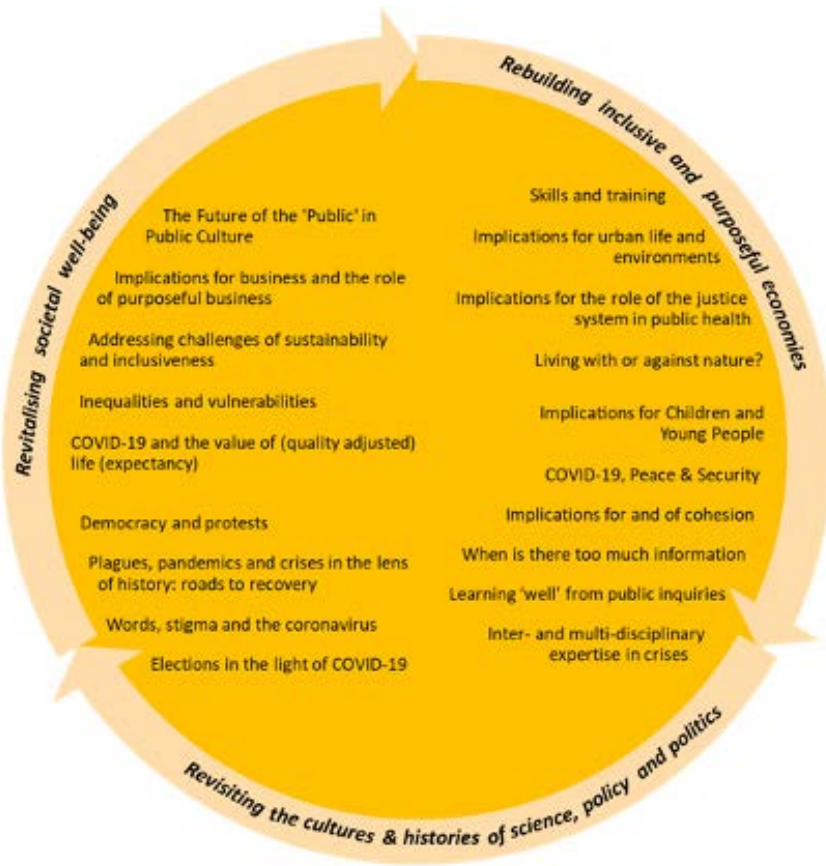 Rebuilding inclusive and purposeful economies
Revitalising societal well-being
The Future of the 'Public' in
Public Culture
Implications for business and the role
of purposeful business
Addressing challenges of sustainability
and inclusiveness
Inequalities and vulnerabilities
COVID-19 and the value of (quality adjusted)
life (expectancy)
Democracy and protests
Plagues, pandemics and crises in the lens
of history: roads to recovery
Words, stigma and the coronavirus
Elections in the light of COVID-19
Skills and training
Implications for urban life and
environments
Implications for the role of the justice
system in public health
Living with or against nature?
Implications for Children and
Young People
COVID-19, Peace & Security
Implications for and of cohesion
When is there too much information
Learning 'well' from public inquiries
Inter- and multi-disciplinary
expertise in crises
Revisiting the cultures & histories of science, policy and politics